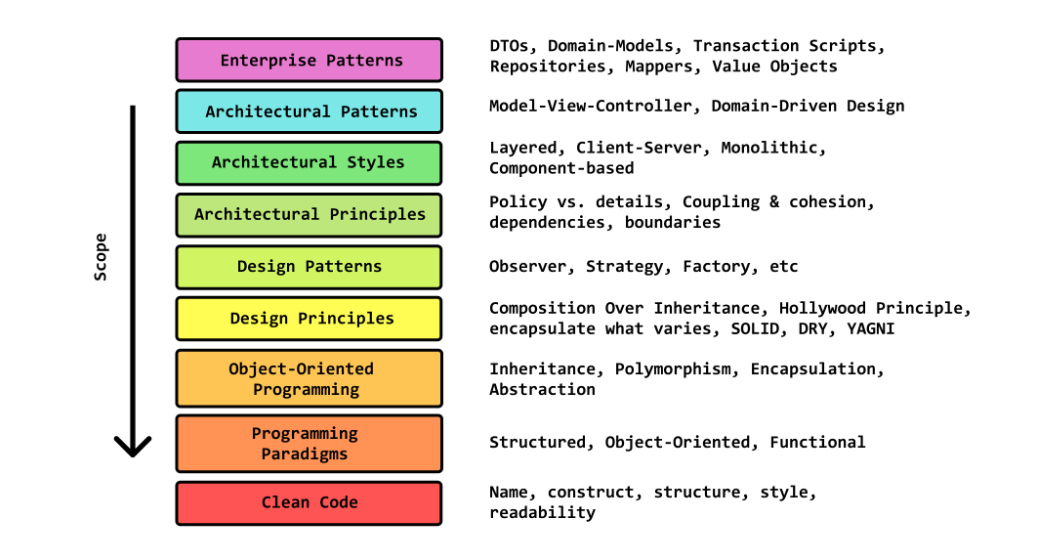 Enterprise Patterns
DTOs, Domain-Models, Transaction Scripts,
Repositories, Mappers, Value Objects
Architectural Patterns
Model-View-Controller, Domain-Driven Design
Architectural Styles
Layered, Client-Server, Monolithic,
Component-based
Architectural Principles
Policy vs. details, Coupling & cohesion,
dependencies, boundaries
Scope
Design Patterns
Observer, Strategy, Factory, etc
Design Principles
Composition Over Inheritance, Hollywood Principle,
encapsulate what varies, SOLID, DRY, YAGNI
Object-Oriented
Programming
Inheritance, Polymorphism, Encapsulation,
Abstraction
Programming
Paradigms
Structured, Object-Oriented, Functional
Clean Code
Name, construct, structure, style,
readability